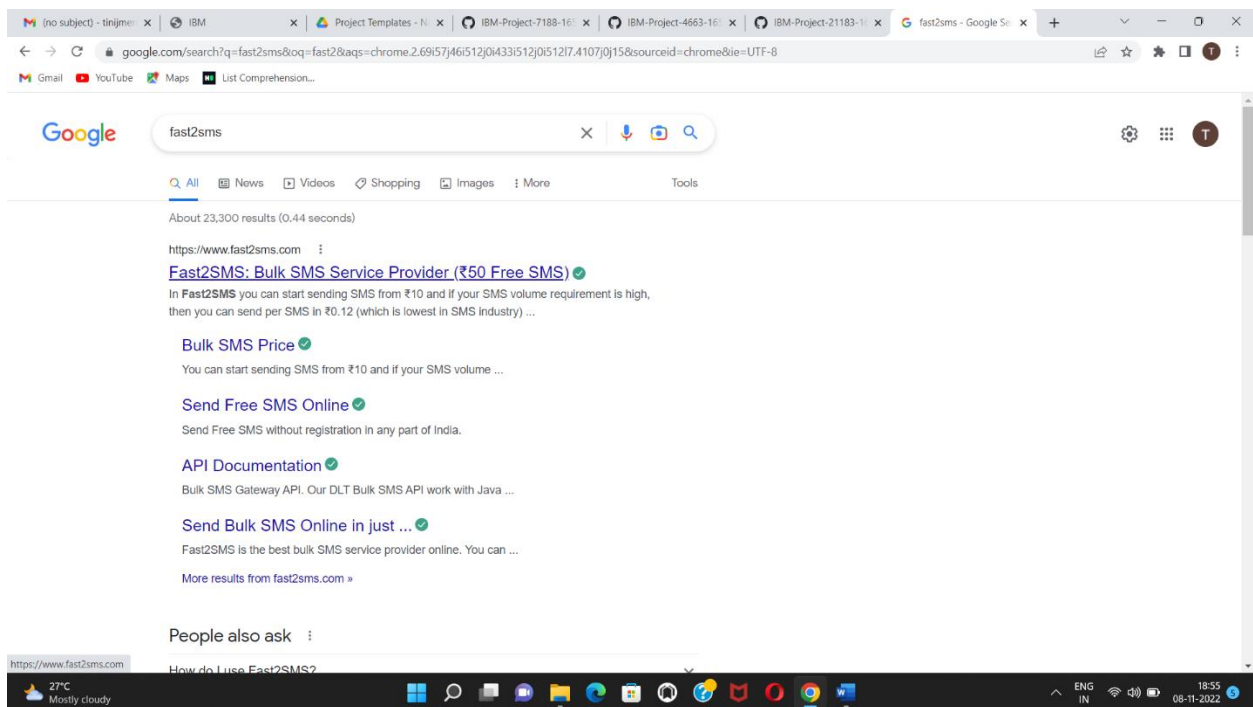 (no subject) - tinijmen
IBM
Project Templates - N
IBM-Project-7188-165
IBM-Project-4663-165
IBM-Project-21183-16
fast2sms - Google Se
google.com/search?q=fast2sms&oq=fast2&aqs=chrome.2.69i57j46i512j0i433i512j0i512l7.4107j0j15&sourceid=chrome&ie=UTF-8
T
Gmail
YouTube
Maps
List Comprehension...
Google
fast2sms
T
All
News
Videos
Shopping
Images
More
Tools
About 23,300 results (0.44 seconds)
https://www.fast2sms.com
Fast2SMS: Bulk SMS Service Provider (₹50 Free SMS)
In Fast2SMS you can start sending SMS from ₹10 and if your SMS volume requirement is high,
then you can send per SMS in ₹0.12 (which is lowest in SMS industry) ...
Bulk SMS Price
You can start sending SMS from ₹10 and if your SMS volume ...
Send Free SMS Online
Send Free SMS without registration in any part of India.
API Documentation
Bulk SMS Gateway API. Our DLT Bulk SMS API work with Java ...
Send Bulk SMS Online in just ...
Fast2SMS is the best bulk SMS service provider online. You can ...
More results from fast2sms.com »
People also ask
How do I use Fast2SMS?
https://www.fast2sms.com
27°C
Mostly cloudy
ENG
IN
18:55
08-11-2022